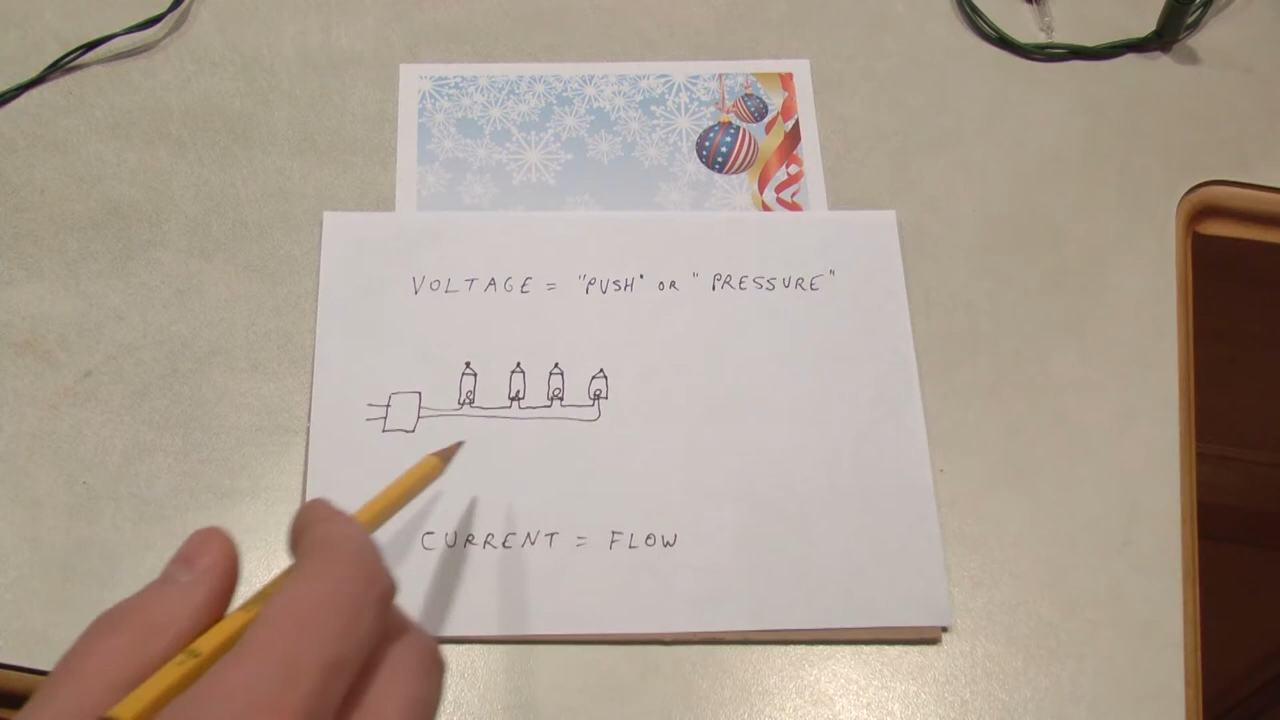 VOLTAGE = "PUSH" OR "PRESSURE"
CURRENT = FLOW